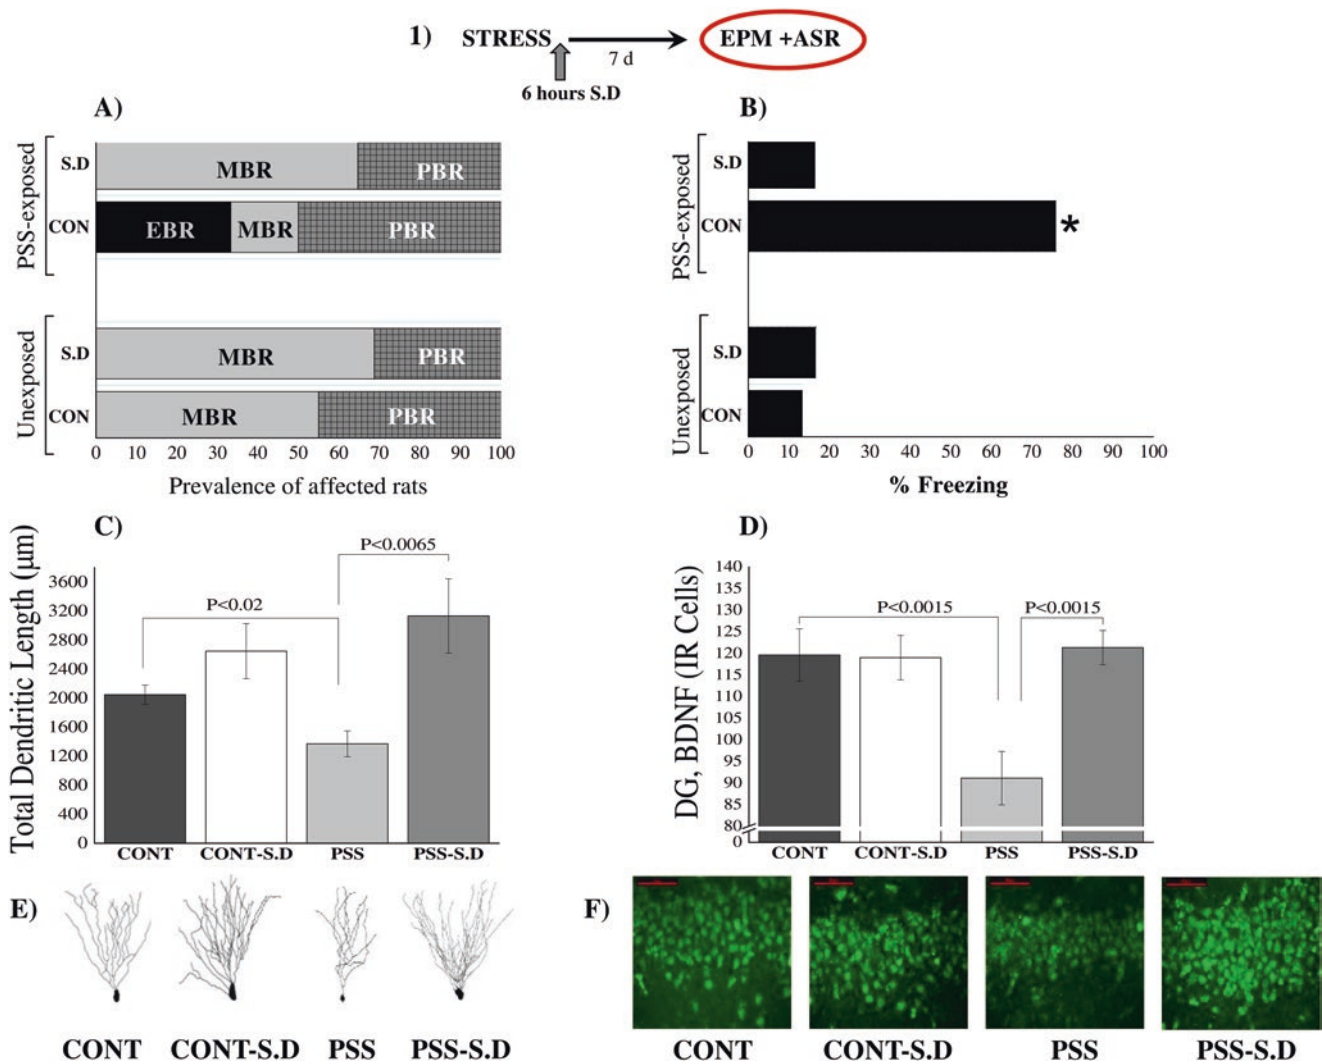 1) STRESS 7 d EPM +ASR
6 hours S.D
A)
PSS-exposed
S.D MBR PBR
CON EBR MBR PBR
Unexposed
S.D MBR PBR
CON MBR PBR
0 10 20 30 40 50 60 70 80 90 100
Prevalence of affected rats
B)
PSS-exposed
S.D
CON *
Unexposed
S.D
CON
0 10 20 30 40 50 60 70 80 90 100
% Freezing
C)
Total Dendritic Length (μm)
P<0.0065
P<0.02
3600
3200
2800
2400
2000
1600
1200
800
400
0
CONT CONT-S.D PSS PSS-S.D
D)
DG, BDNF (IR Cells)
P<0.0015 P<0.0015
140
135
130
125
120
115
110
105
100
95
90
85
80
0
CONT CONT-S.D PSS PSS-S.D
E)
CONT CONT-S.D PSS PSS-S.D
F)
CONT CONT-S.D PSS PSS-S.D